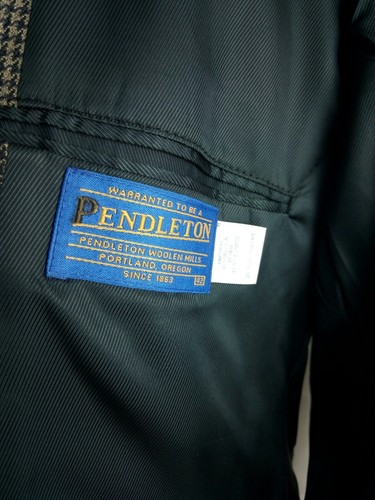 WARRANTED TO BE A
PENDLETON
PENDLETON WOOLEN MILLS
PORTLAND, OREGON
SINCE 1863